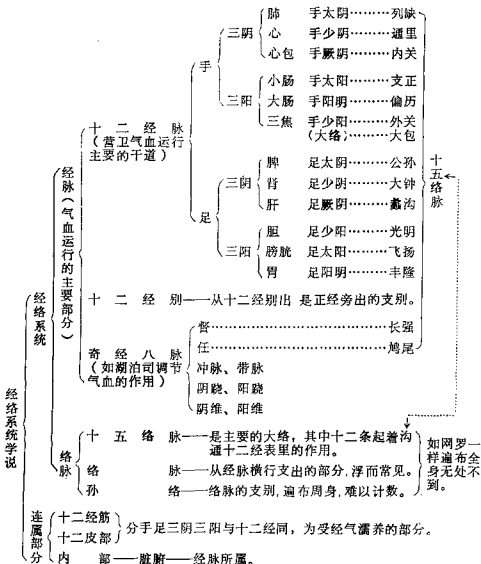 肺 手太阴………列缺
三阴 心 手少阴………通里
心包 手厥阴………内关
手
小肠 手太阳………支正
三阳 大肠 手阳明………偏历
三焦 手少阳………外关
(大络)………大包
十二经脉
(营卫气血运行
主要的干道)
脾 足太阴………公孙
三阴 肾 足少阴………大钟
肝 足厥阴………蠡沟
足
胆 足少阳………光明
三阳 膀胱 足太阳………飞扬
胃 足阳明………丰隆
十五络脉
经脉(气血运行的主要部分)
十二经别——从十二经别出 是正经旁出的支别。
督………长强
任………鸠尾
奇经八脉
(如湖泊司调节
气血的作用)
冲脉、带脉
阴跷、阳跷
阴维、阳维
经络系统
经络系统学说
络脉
十五络脉——是主要的大络,其中十二条起着沟
通十二经表里的作用。
络脉——从经脉横行支出的部分,浮而常见。
孙络——络脉的支别,遍布周身,难以计数。
如网罗一
样遍布全
身无处不
到。
连属部分
十二经筋
十二皮部
分手足三阴三阳与十二经同,为受经气濡养的部分。
内部——脏腑——经脉所属。